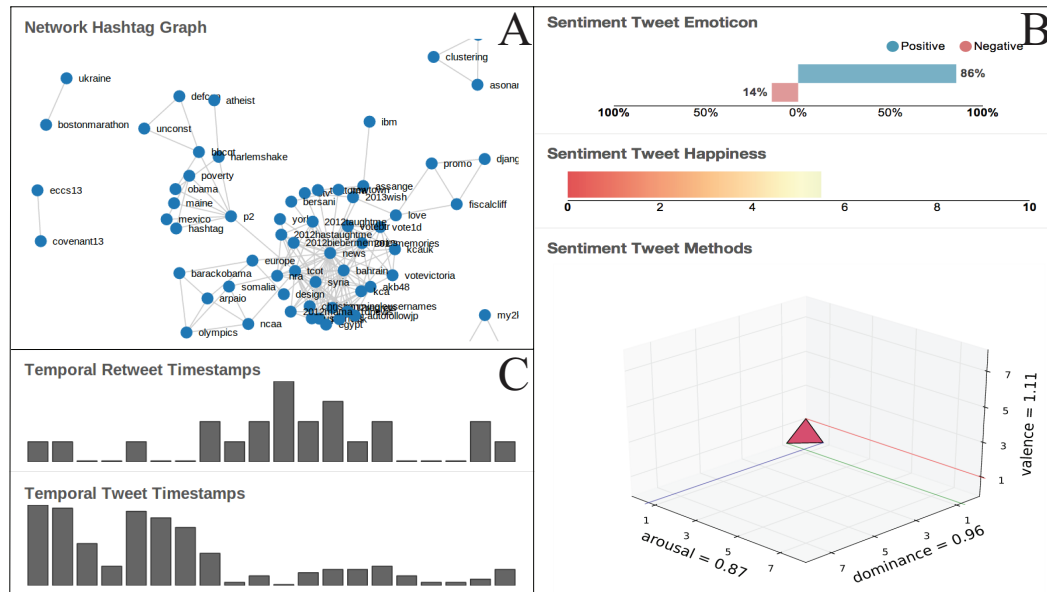 Network Hashtag Graph
A
clustering
ukraine
asonar
defcon
atheist
bostonmarathon
unconst
ibm
bbcqt
harlemshake
promo
poverty
assange
eccs13
obama
2013wish
bersani
maine
love
fiscalcliff
p2
mexico
york
2012taughtme
vote1d
hashtag
2012hastaughtme
covenant13
kcauk
news
europe
barackobama
tcot
bahrain
votevictoria
nra
somalia
syria
akb48
design
kca
arpaio
my2l
ncaa
olympics
egypt
autofollowjp
C
Temporal Retweet Timestamps
Temporal Tweet Timestamps
Sentiment Tweet Emoticon
B
Positive Negative
86%
14%
100% 50% 0% 50% 100%
Sentiment Tweet Happiness
0 2 4 6 8 10
Sentiment Tweet Methods
7
5
3
1
valence = 1.11
1 3 5 7
arousal = 0.87
7 5 3 1
dominance = 0.96